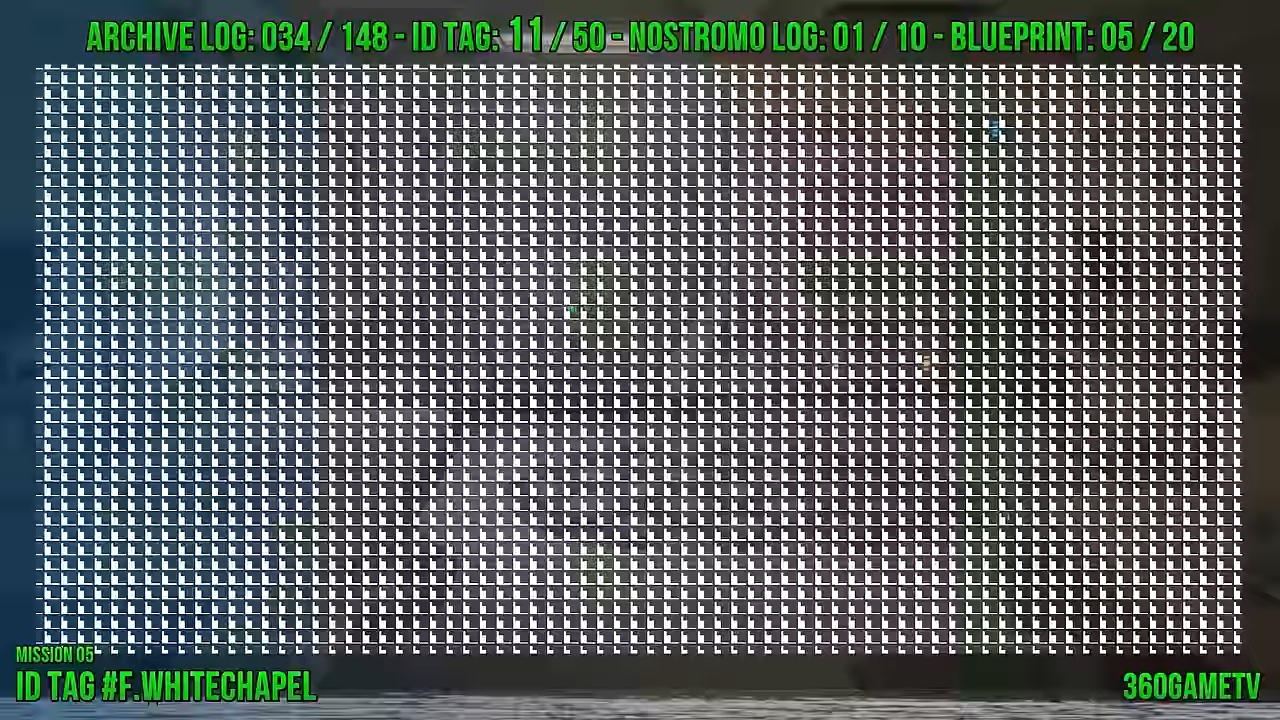 ARCHIVE LOG: 034 / 148 - ID TAG: 11 / 50 - NOSTROMO LOG: 01 / 10 - BLUEPRINT: 05 / 20
MISSION 05
ID TAG #F.WHITECHAPEL
360GAMETV